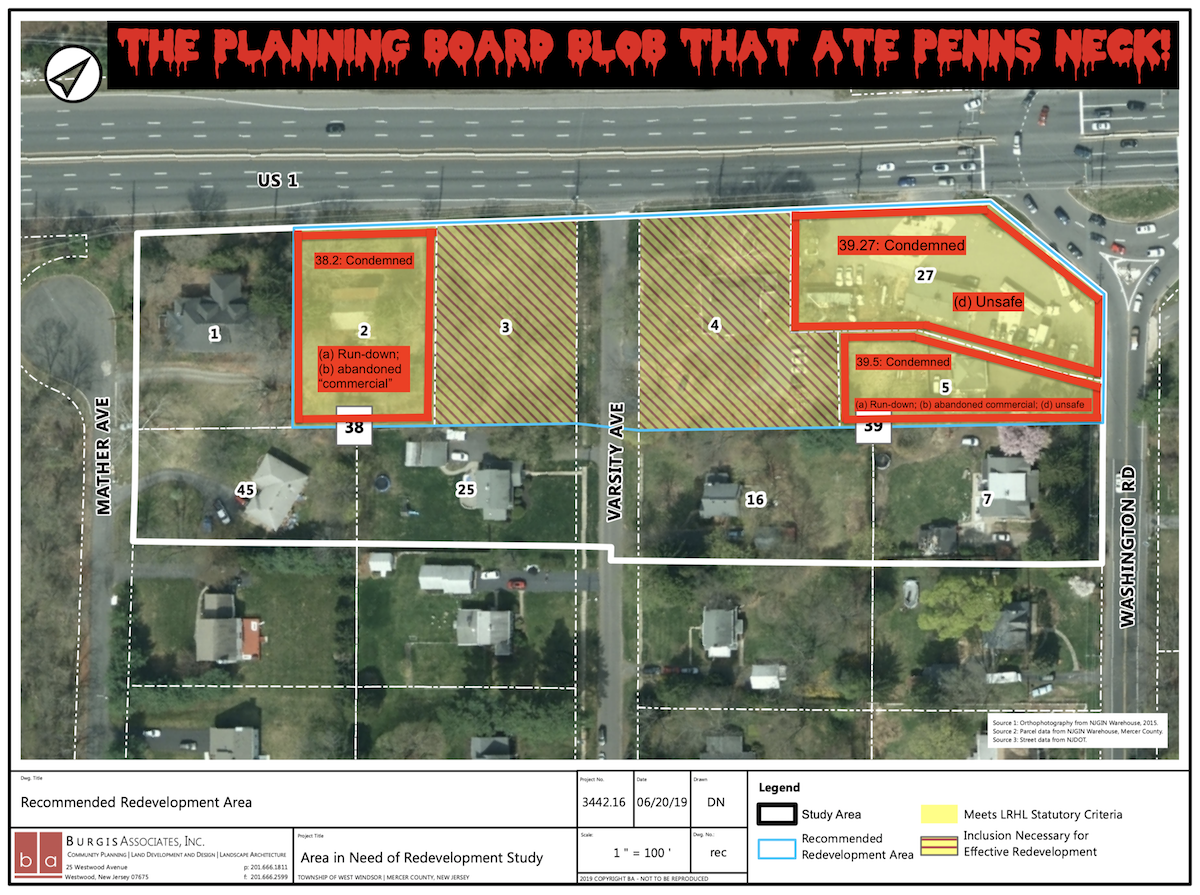 THE PLANNING BOARD BLOB THAT ATE PENNS NECK!
US 1
38.2: Condemned
39.27: Condemned
27
(d) Unsafe
1
2
3
4
(a) Run-down;
(b) abandoned
“commercial”
39.5: Condemned
5
(a) Run-down; (b) abandoned commercial; (d) unsafe
38
39
MATHER AVE
VARSITY AVE
WASHINGTON RD
45
25
16
7
Source 1: Orthophotography from NJGIN Warehouse, 2015.
Source 2: Parcel data from NJGIN Warehouse, Mercer County.
Source 3: Street data from NJDOT.
Dwg. Title
Recommended Redevelopment Area
Project No.
3442.16
Date
06/20/19
Drawn
DN
Legend
Study Area
Recommended
Redevelopment Area
Meets LRHL Statutory Criteria
Inclusion Necessary for
Effective Redevelopment
ba
BURGIS ASSOCIATES, INC.
COMMUNITY PLANNING | LAND DEVELOPMENT AND DESIGN | LANDSCAPE ARCHITECTURE
25 Westwood Avenue
p: 201.666.1811
Westwood, New Jersey 07675
f: 201.666.2599
Project Title
Area in Need of Redevelopment Study
TOWNSHIP OF WEST WINDSOR | MERCER COUNTY, NEW JERSEY
Scale:
1 " = 100 '
Dwg. No.:
rec
2019 COPYRIGHT BA - NOT TO BE REPRODUCED